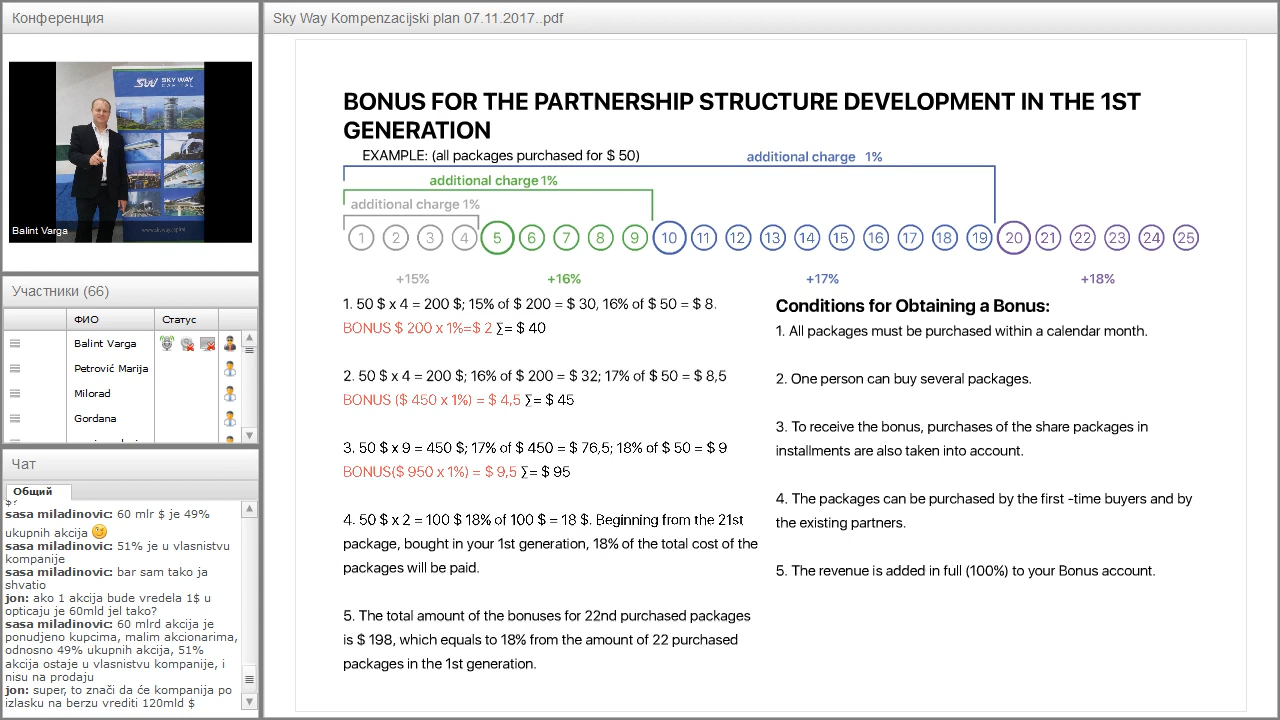 Конференция
SKY WAY
CAPITAL
www.skyway.capital
Balint Varga
Участники (66)
ФИО
Статус
Balint Varga
Petrović Marija
Milorad
Gordana
Чат
Общий
$?
sasa miladinovic: 60 mlr $ je 49%
ukupnih akcija
sasa miladinovic: 51% je u vlasnistvu
kompanije
sasa miladinovic: bar sam tako ja
shvatio
jon: ako 1 akcija bude vredela 1$ u
opticaju je 60mld jel tako?
sasa miladinovic: 60 mlrd akcija je
ponudjeno kupcima, malim akcionarima,
odnosno 49% ukupnih akcija, 51%
akcija ostaje u vlasnistvu kompanije, i
nisu na prodaju
jon: super, to znači da će kompanija po
izlasku na berzu vrediti 120mld $
Sky Way Kompenzacijski plan 07.11.2017..pdf
BONUS FOR THE PARTNERSHIP STRUCTURE DEVELOPMENT IN THE 1ST
GENERATION
EXAMPLE: (all packages purchased for $ 50)
additional charge 1%
additional charge 1%
additional charge 1%
1 2 3 4 5 6 7 8 9 10 11 12 13 14 15 16 17 18 19 20 21 22 23 24 25
+15% +16% +17% +18%
1. 50 $ x 4 = 200 $; 15% of $ 200 = $ 30, 16% of $ 50 = $ 8.
BONUS $ 200 x 1%=$ 2 ∑= $ 40
2. 50 $ x 4 = 200 $; 16% of $ 200 = $ 32; 17% of $ 50 = $ 8,5
BONUS ($ 450 x 1%) = $ 4,5 ∑= $ 45
3. 50 $ x 9 = 450 $; 17% of $ 450 = $ 76,5; 18% of $ 50 = $ 9
BONUS($ 950 x 1%) = $ 9,5 ∑= $ 95
4. 50 $ x 2 = 100 $ 18% of 100 $ = 18 $. Beginning from the 21st
package, bought in your 1st generation, 18% of the total cost of the
packages will be paid.
5. The total amount of the bonuses for 22nd purchased packages
is $ 198, which equals to 18% from the amount of 22 purchased
packages in the 1st generation.
Conditions for Obtaining a Bonus:
1. All packages must be purchased within a calendar month.
2. One person can buy several packages.
3. To receive the bonus, purchases of the share packages in
installments are also taken into account.
4. The packages can be purchased by the first -time buyers and by
the existing partners.
5. The revenue is added in full (100%) to your Bonus account.